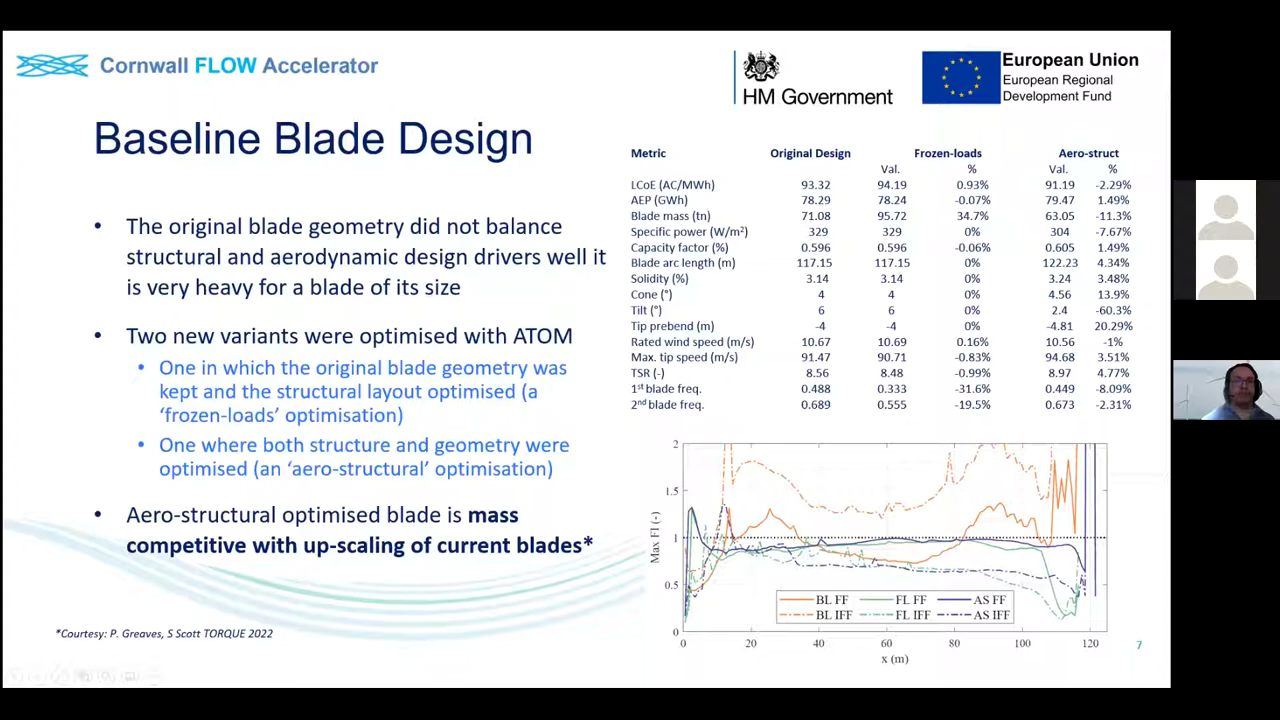 Cornwall FLOW Accelerator
HM Government
European Union
European Regional
Development Fund
Baseline Blade Design
• The original blade geometry did not balance
structural and aerodynamic design drivers well it
is very heavy for a blade of its size
• Two new variants were optimised with ATOM
• One in which the original blade geometry was
kept and the structural layout optimised (a
‘frozen-loads’ optimisation)
• One where both structure and geometry were
optimised (an ‘aero-structural’ optimisation)
• Aero-structural optimised blade is mass
competitive with up-scaling of current blades*
*Courtesy: P. Greaves, S Scott TORQUE 2022
Metric Original Design Frozen-loads Aero-struct
Val. % Val. %
LCoE (AC/MWh) 93.32 94.19 0.93% 91.19 -2.29%
AEP (GWh) 78.29 78.24 -0.07% 79.47 1.49%
Blade mass (tn) 71.08 95.72 34.7% 63.05 -11.3%
Specific power (W/m²) 329 329 0% 304 -7.67%
Capacity factor (%) 0.596 0.596 -0.06% 0.605 1.49%
Blade arc length (m) 117.15 117.15 0% 122.23 4.34%
Solidity (%) 3.14 3.14 0% 3.24 3.48%
Cone (°) 4 4 0% 4.56 13.9%
Tilt (°) 6 6 0% 2.4 -60.3%
Tip prebend (m) -4 -4 0% -4.81 20.29%
Rated wind speed (m/s) 10.67 10.69 0.16% 10.56 -1%
Max. tip speed (m/s) 91.47 90.71 -0.83% 94.68 3.51%
TSR (-) 8.56 8.48 -0.99% 8.97 4.77%
1st blade freq. 0.488 0.333 -31.6% 0.449 -8.09%
2nd blade freq. 0.689 0.555 -19.5% 0.673 -2.31%
2
1.5
1
0.5
0
Max FI (-)
BL FF FL FF AS FF
BL IFF FL IFF AS IFF
0 20 40 60 80 100 120
x (m)
7